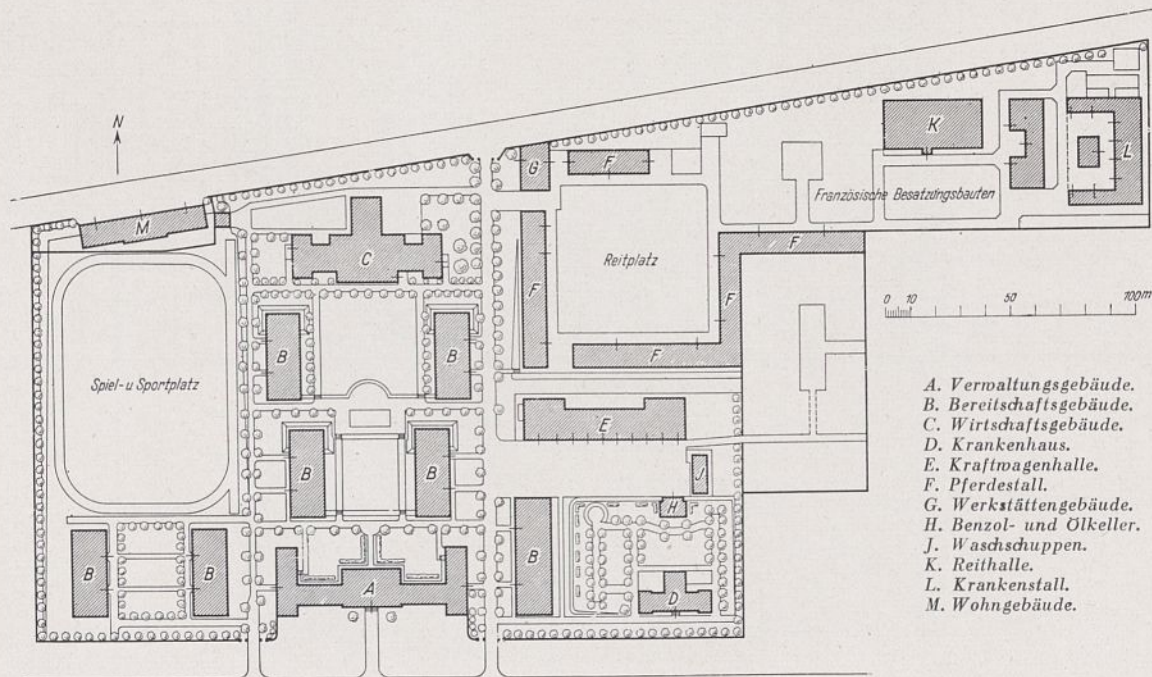 N
M
G
F
K
L
Französische Besatzungsbauten
C
F
Reitplatz
F
F
F
0 10 50 100m
B
B
Spiel- u Sportplatz
E
B
B
J
H
B
B
B
A
D
A. Verwaltungsgebäude.
B. Bereitschaftsgebäude.
C. Wirtschaftsgebäude.
D. Krankenhaus.
E. Kraftwagenhalle.
F. Pferdestall.
G. Werkstättengebäude.
H. Benzol- und Ölkeller.
J. Waschschuppen.
K. Reithalle.
L. Krankenstall.
M. Wohngebäude.